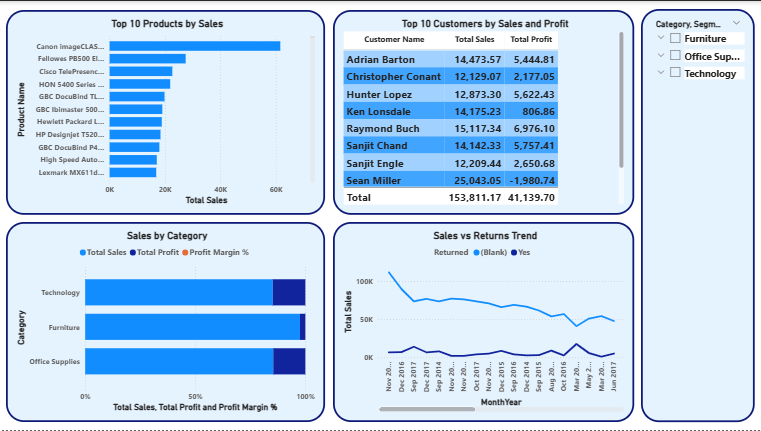 Top 10 Products by Sales
Product Name
Canon imageCLAS...
Fellowes PB500 El...
Cisco TelePresenc...
HON 5400 Series ...
GBC DocuBind TL...
GBC Ibimaster 500...
Hewlett Packard L...
HP Designjet T520...
GBC DocuBind P4...
High Speed Auto...
Lexmark MX611d...
0K 20K 40K 60K
Total Sales
Top 10 Customers by Sales and Profit
Customer Name Total Sales Total Profit
Adrian Barton 14,473.57 5,444.81
Christopher Conant 12,129.07 2,177.05
Hunter Lopez 12,873.30 5,622.43
Ken Lonsdale 14,175.23 806.86
Raymond Buch 15,117.34 6,976.10
Sanjit Chand 14,142.33 5,757.41
Sanjit Engle 12,209.44 2,650.68
Sean Miller 25,043.05 -1,980.74
Total 153,811.17 41,139.70
Category, Segm...
Furniture
Office Sup...
Technology
Sales by Category
Total Sales Total Profit Profit Margin %
Category
Technology
Furniture
Office Supplies
0% 50% 100%
Total Sales, Total Profit and Profit Margin %
Sales vs Returns Trend
Returned (Blank) Yes
Total Sales
100K
50K
0K
Nov 20...
Dec 2016
Sep 2017
Dec 2017
Sep 2014
Nov 20...
Nov 20...
Oct 2017
Nov 20...
Dec 2015
Sep 2016
Dec 2014
Sep 2015
Aug 20...
Oct 2016
Mar 20...
May 2...
Mar 20...
Jun 2017
MonthYear